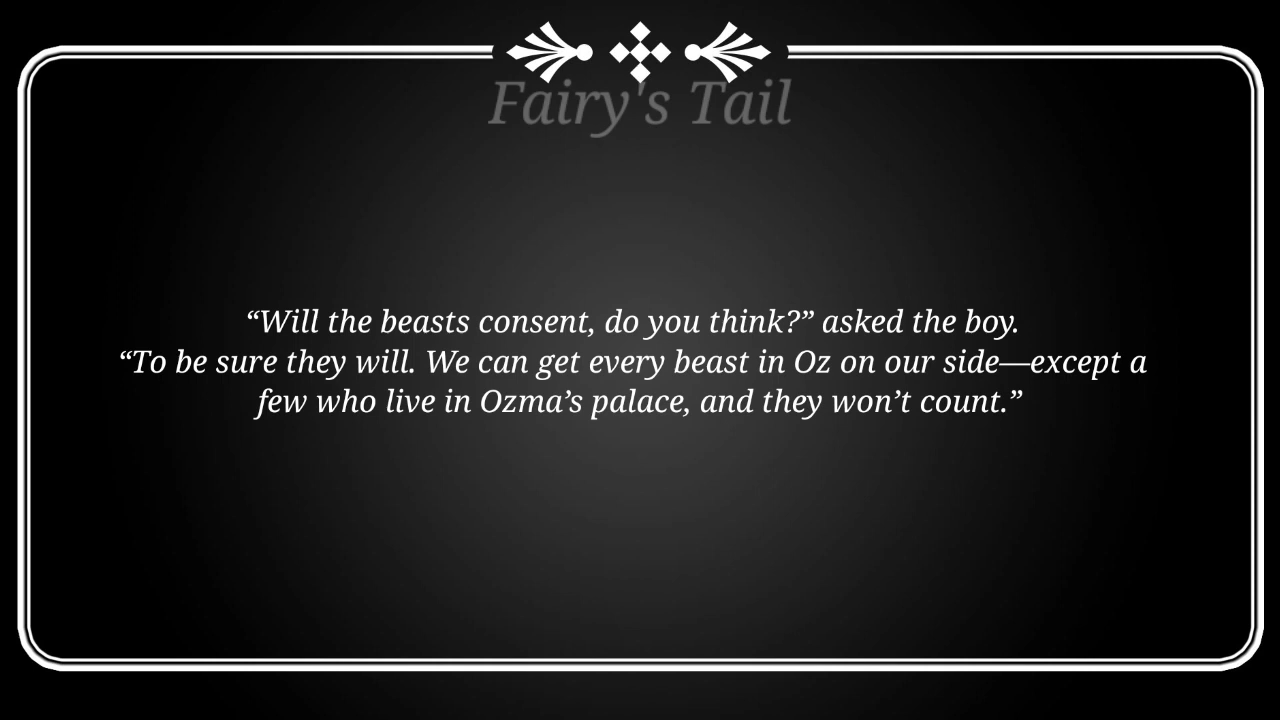 Fairy's Tail
“Will the beasts consent, do you think?” asked the boy.
“To be sure they will. We can get every beast in Oz on our side—except a
few who live in Ozma’s palace, and they won’t count.”